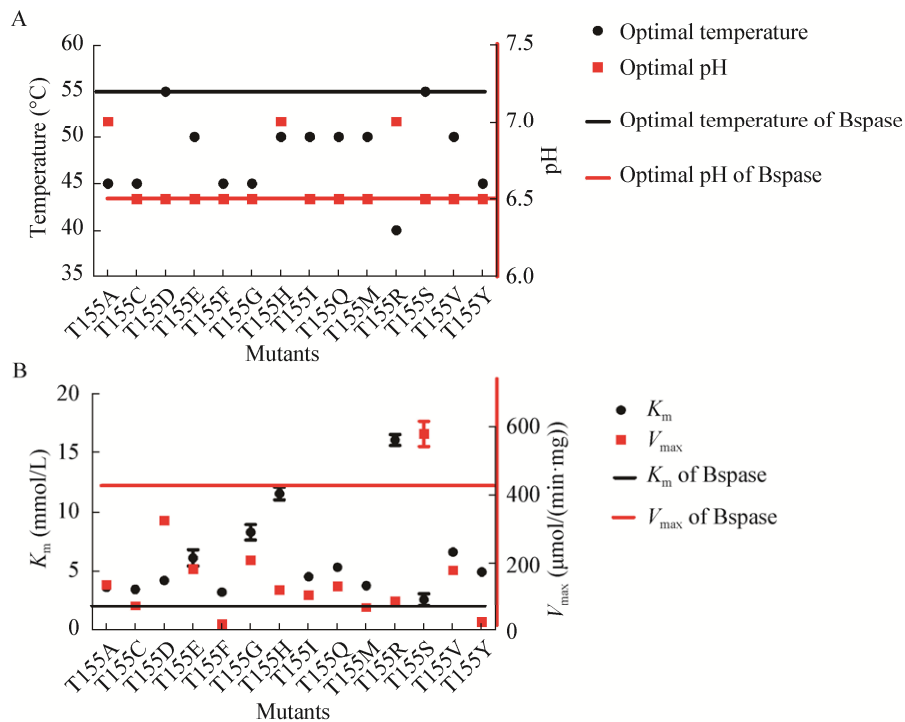 A
60
55
50
45
40
35
Temperature (°C)
7.5
7.0
6.5
6.0
pH
Optimal temperature
Optimal pH
Optimal temperature of Bspase
Optimal pH of Bspase
T155A
T155C
T155D
T155E
T155F
T155G
T155H
T155I
T155Q
T155M
T155R
T155S
T155V
T155Y
Mutants
B
20
15
10
5
0
Km (mmol/L)
600
400
200
0
Vmax (μmol/(min·mg))
Km
Vmax
Km of Bspase
Vmax of Bspase
T155A
T155C
T155D
T155E
T155F
T155G
T155H
T155I
T155Q
T155M
T155R
T155S
T155V
T155Y
Mutants